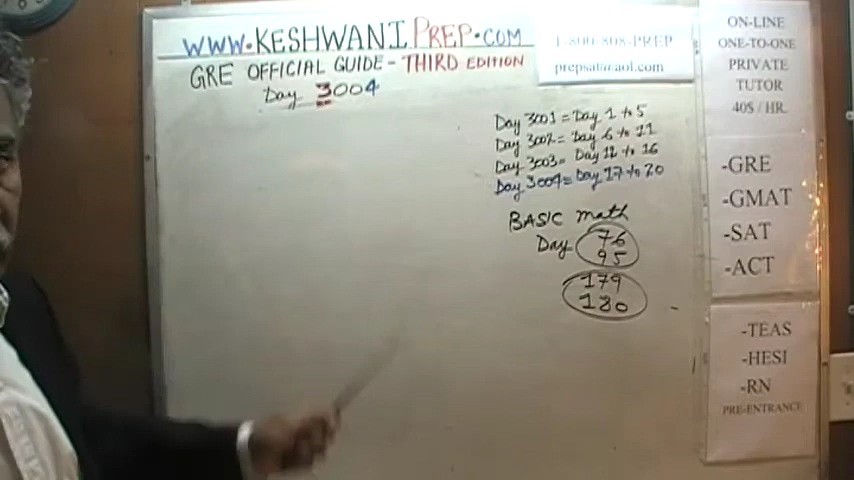 WWW.KESHWANIPREP.COM
GRE OFFICIAL GUIDE - THIRD EDITION
Day 3004
1-800-808-PREP
prepsat@aol.com
Day 3001 = Day 1 to 5
Day 3002 = Day 6 to 11
Day 3003 = Day 12 to 16
Day 3004 = Day 17 to 20
BASIC math
Day 76
95
179
180
ON-LINE
ONE-TO-ONE
PRIVATE
TUTOR
40$ / HR.
-GRE
-GMAT
-SAT
-ACT
-TEAS
-HESI
-RN
PRE-ENTRANCE